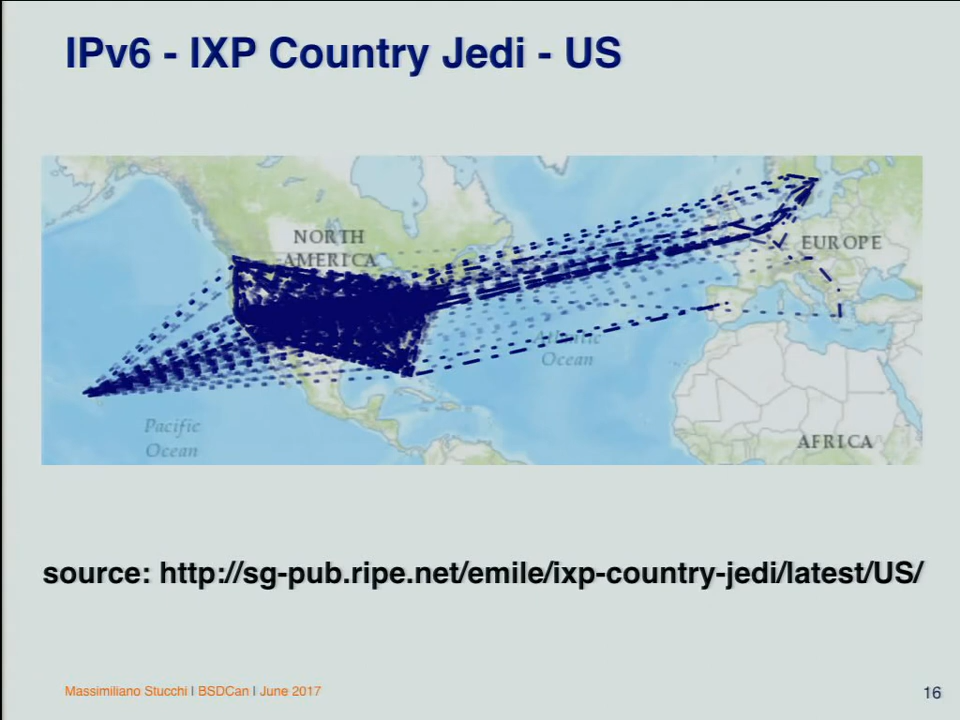 IPv6 - IXP Country Jedi - US
NORTH
AMERICA
EUROPE
Atlantic
Ocean
Pacific
Ocean
AFRICA
source: http://sg-pub.ripe.net/emile/ixp-country-jedi/latest/US/
Massimiliano Stucchi | BSDCan | June 2017
16